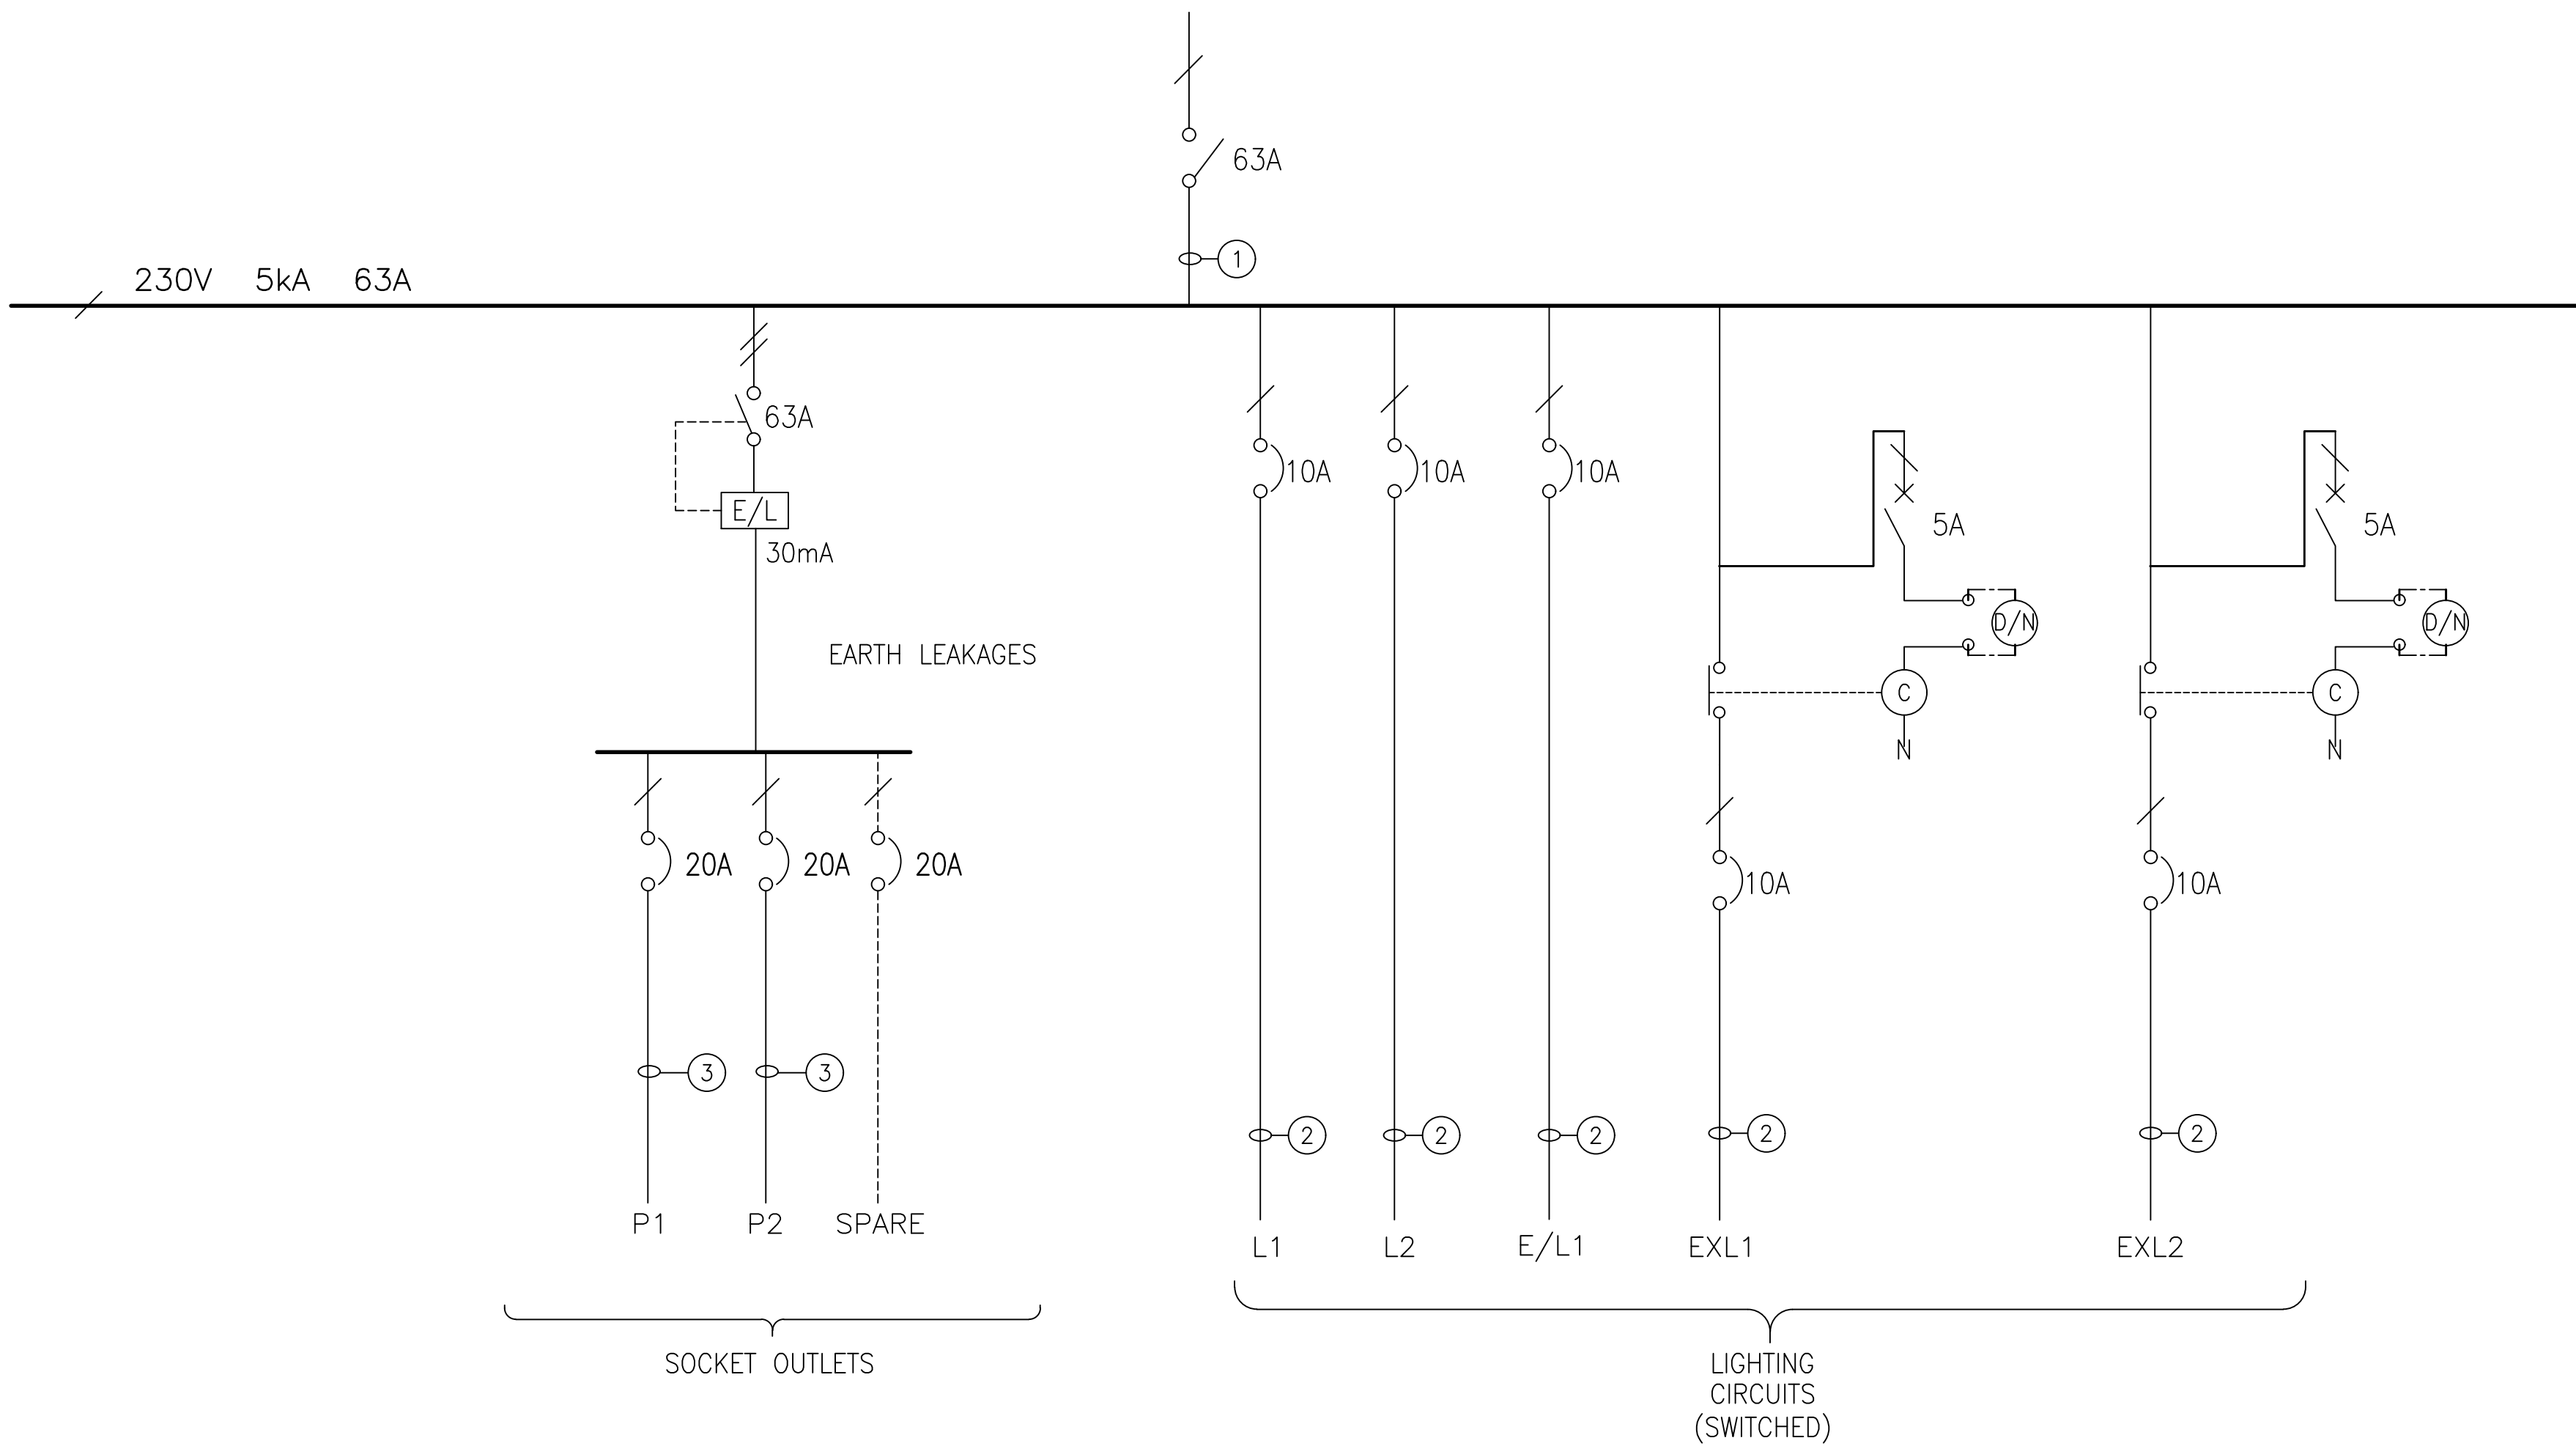 63A
1
230V 5kA 63A
63A
E/L
30mA
EARTH LEAKAGES
10A 10A 10A
5A 5A
D/N D/N
C C
N N
20A 20A 20A
10A 10A
3 3
2 2 2 2 2
P1 P2 SPARE
L1 L2 E/L1 EXL1 EXL2
SOCKET OUTLETS
LIGHTING
CIRCUITS
(SWITCHED)